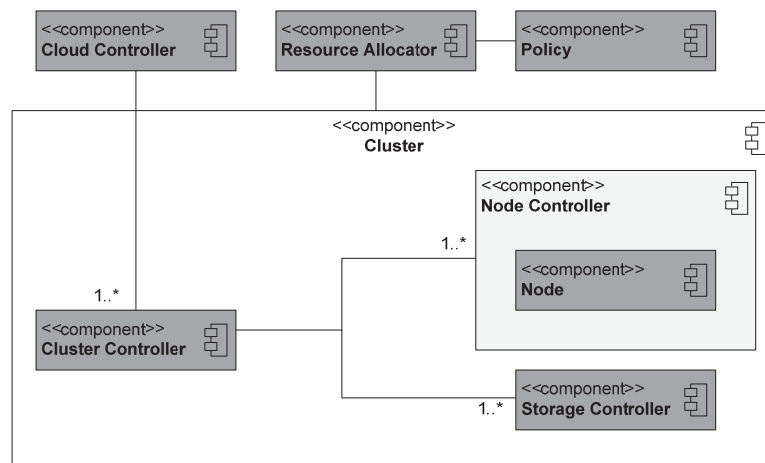 <<component>>
Cloud Controller
<<component>>
Resource Allocator
<<component>>
Policy
<<component>>
Cluster
<<component>>
Node Controller
1..*
<<component>>
Node
1..*
<<component>>
Cluster Controller
<<component>>
Storage Controller
1..*